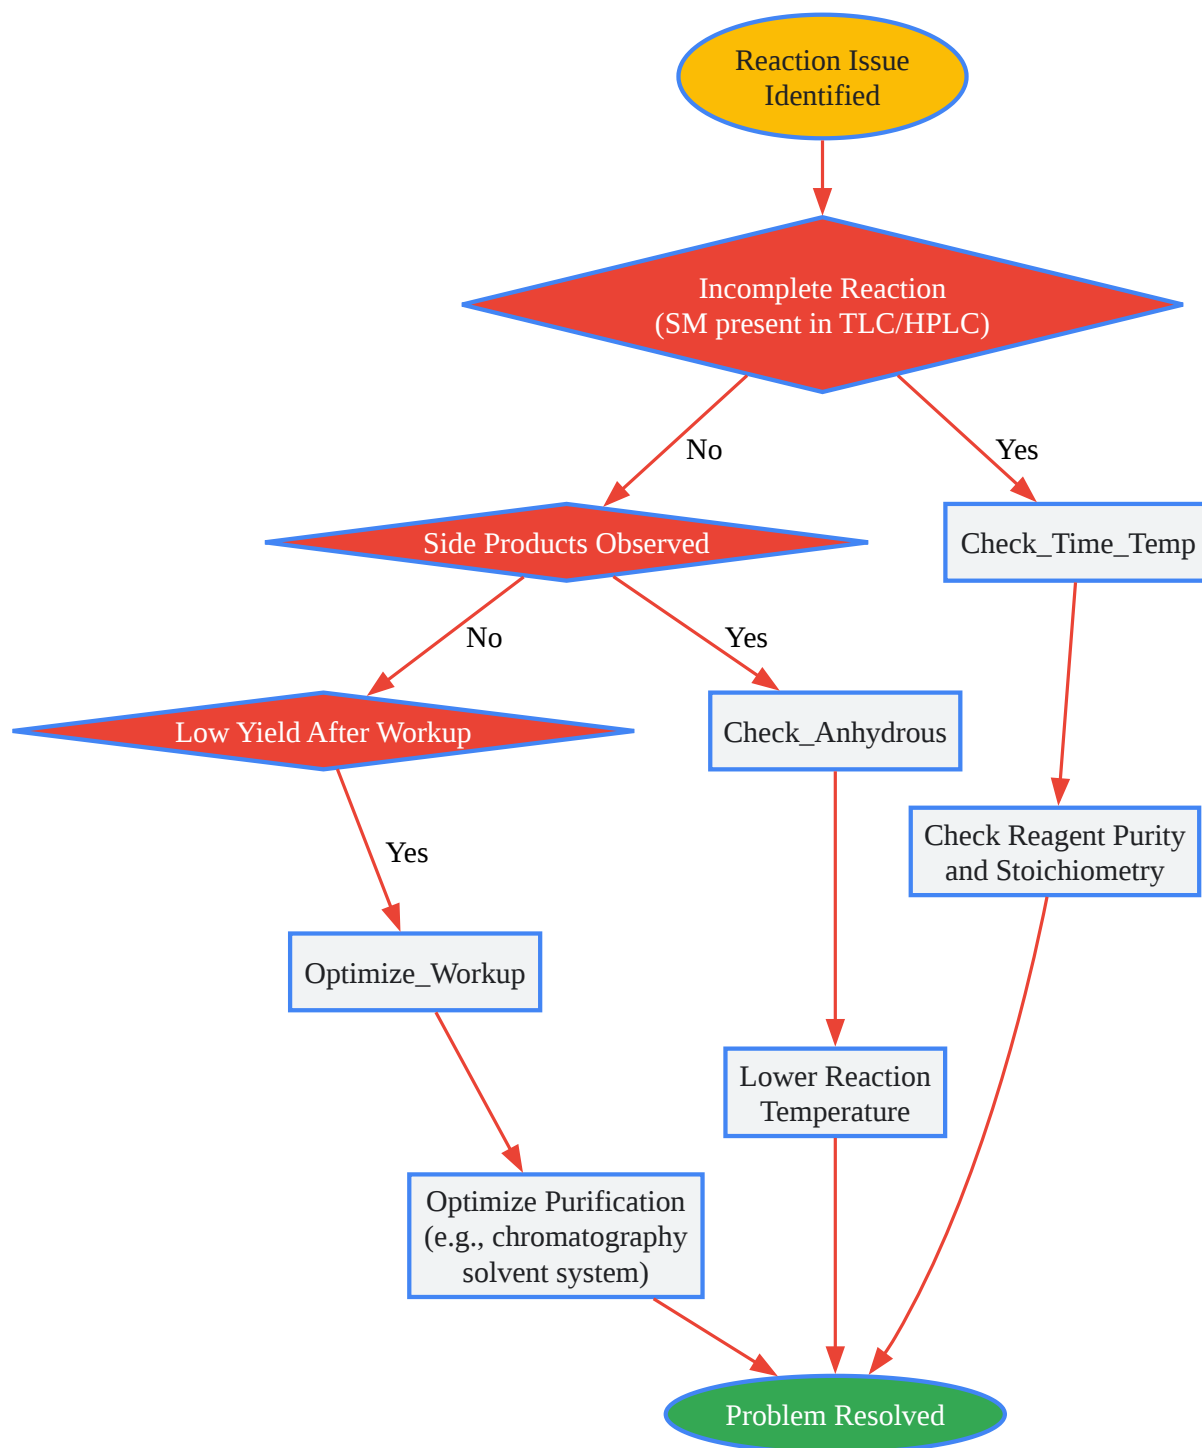 Reaction Issue
Identified
Incomplete Reaction
(SM present in TLC/HPLC)
No
Yes
Side Products Observed
Check_Time_Temp
No
Yes
Low Yield After Workup
Check_Anhydrous
Check Reagent Purity
and Stoichiometry
Yes
Optimize_Workup
Lower Reaction
Temperature
Optimize Purification
(e.g., chromatography
solvent system)
Problem Resolved